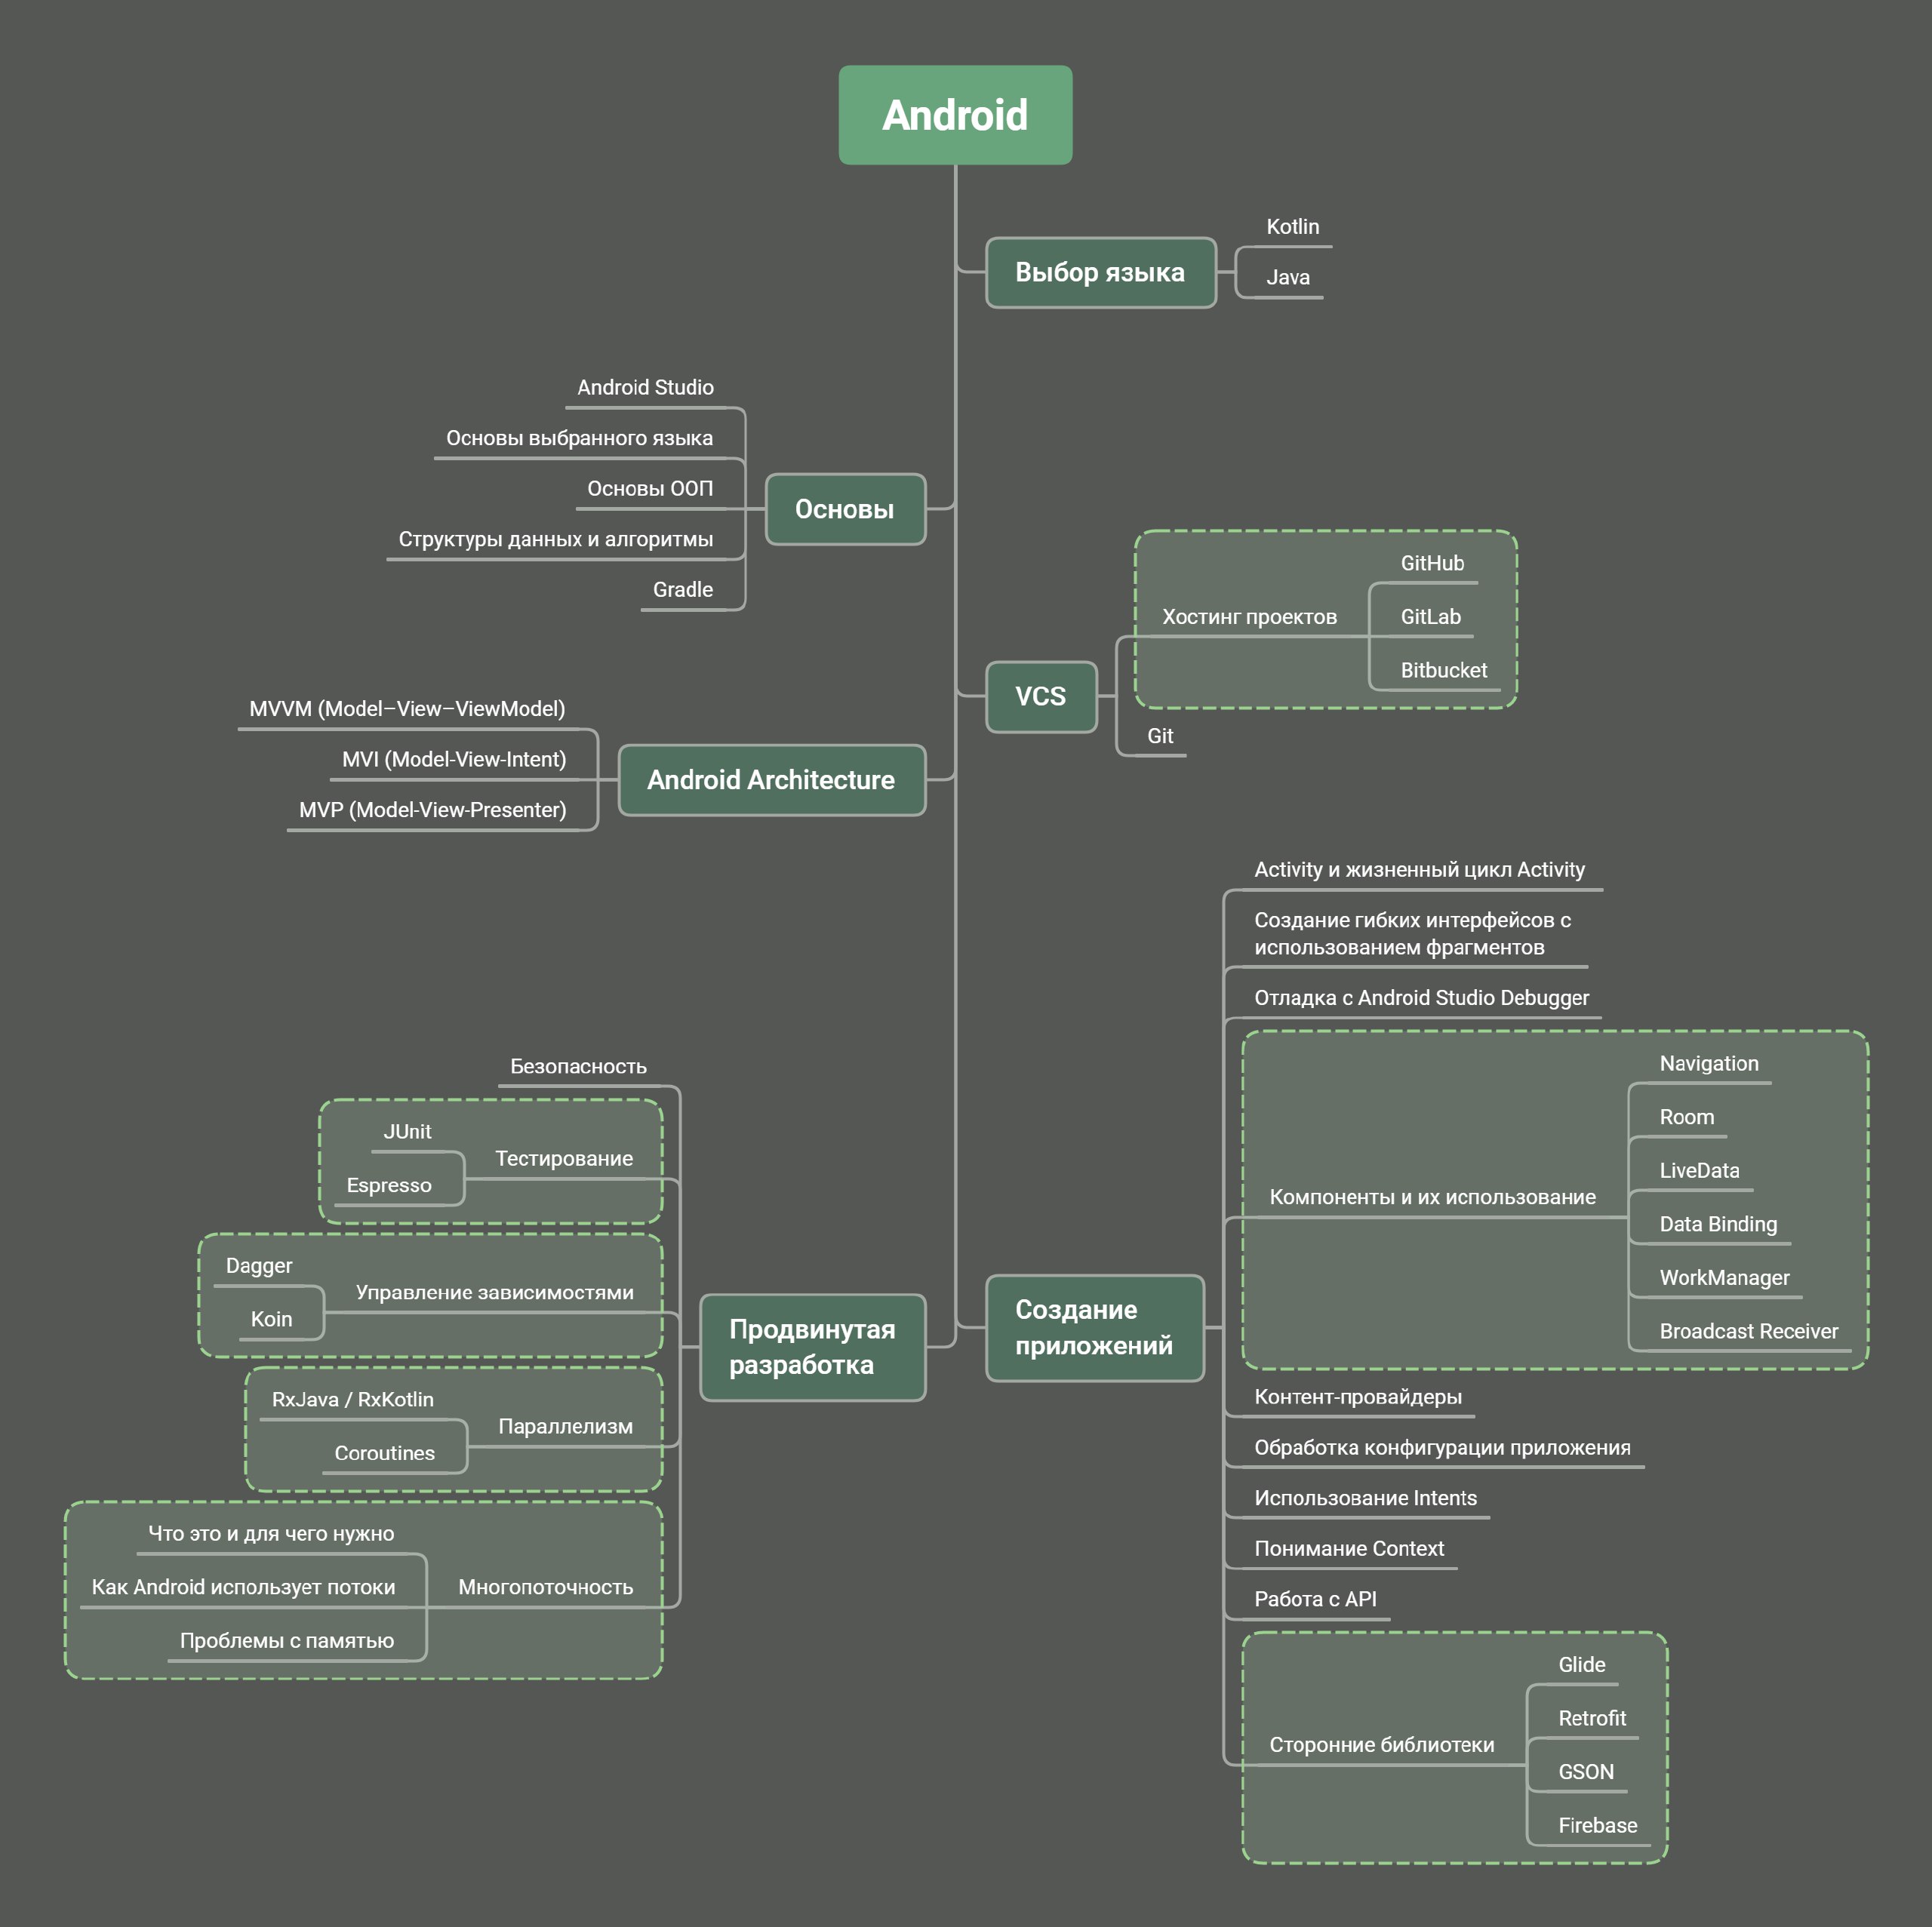 Android
Выбор языка
Kotlin
Java
Android Studio
Основы выбранного языка
Основы ООП
Структуры данных и алгоритмы
Gradle
Основы
Хостинг проектов
GitHub
GitLab
Bitbucket
VCS
Git
MVVM (Model–View–ViewModel)
MVI (Model-View-Intent)
MVP (Model-View-Presenter)
Android Architecture
Activity и жизненный цикл Activity
Создание гибких интерфейсов с
использованием фрагментов
Отладка с Android Studio Debugger
Компоненты и их использование
Navigation
Room
LiveData
Data Binding
WorkManager
Broadcast Receiver
Создание
приложений
Контент-провайдеры
Обработка конфигурации приложения
Использование Intents
Понимание Context
Работа с API
Сторонние библиотеки
Glide
Retrofit
GSON
Firebase
Безопасность
JUnit
Espresso
Тестирование
Dagger
Koin
Управление зависимостями
Продвинутая
разработка
RxJava / RxKotlin
Coroutines
Параллелизм
Что это и для чего нужно
Как Android использует потоки
Проблемы с памятью
Многопоточность